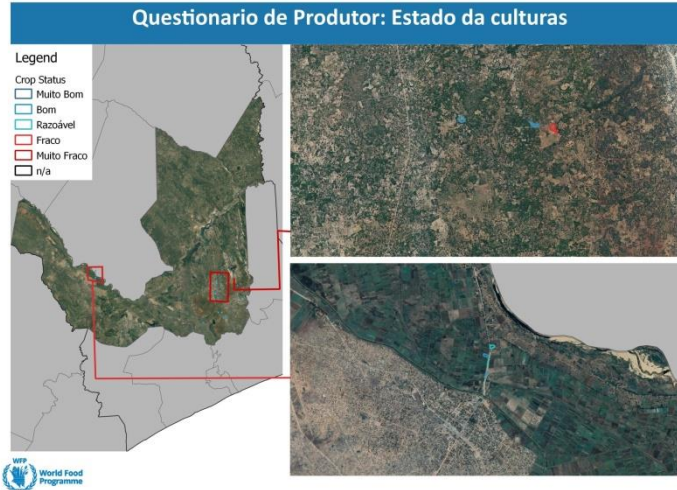 Questionario de Produtor: Estado da culturas
Legend
Crop Status
Muito Bom
Bom
Razoável
Fraco
Muito Fraco
n/a
WFP
World Food
Programme